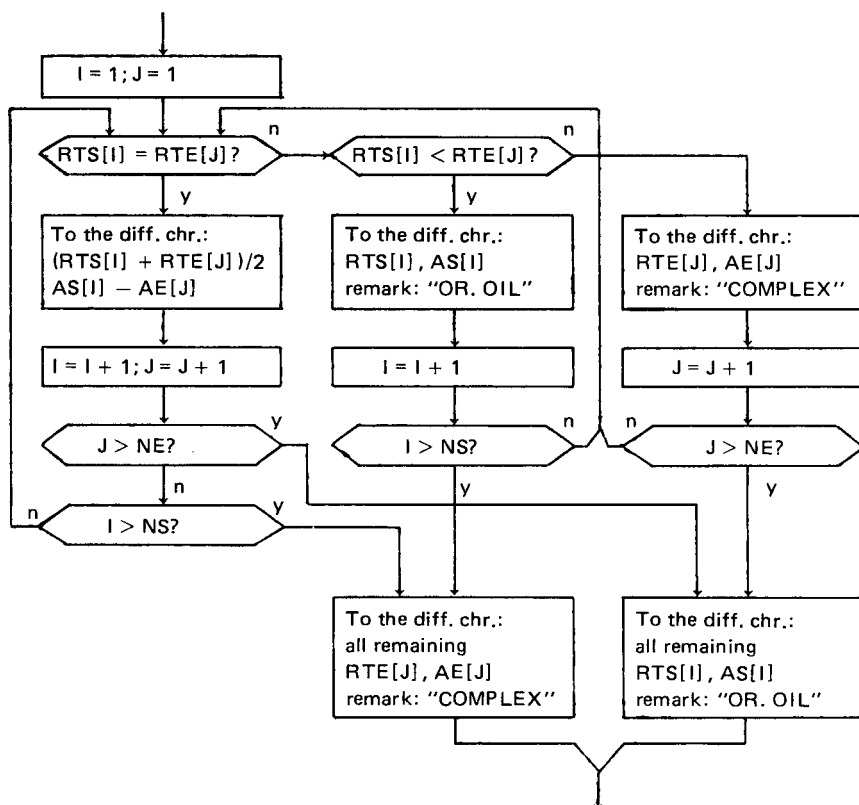 I = 1; J = 1
RTS[I] = RTE[J]?
n
RTS[I] < RTE[J]?
n
y
y
To the diff. chr.:
(RTS[I] + RTE[J])/2
AS[I] – AE[J]
To the diff. chr.:
RTS[I], AS[I]
remark: "OR. OIL"
To the diff. chr.:
RTE[J], AE[J]
remark: "COMPLEX"
I = I + 1; J = J + 1
I = I + 1
J = J + 1
J > NE?
y
I > NS?
n
n
J > NE?
n
y
y
n
I > NS?
y
To the diff. chr.:
all remaining
RTE[J], AE[J]
remark: "COMPLEX"
To the diff. chr.:
all remaining
RTS[I], AS[I]
remark: "OR. OIL"